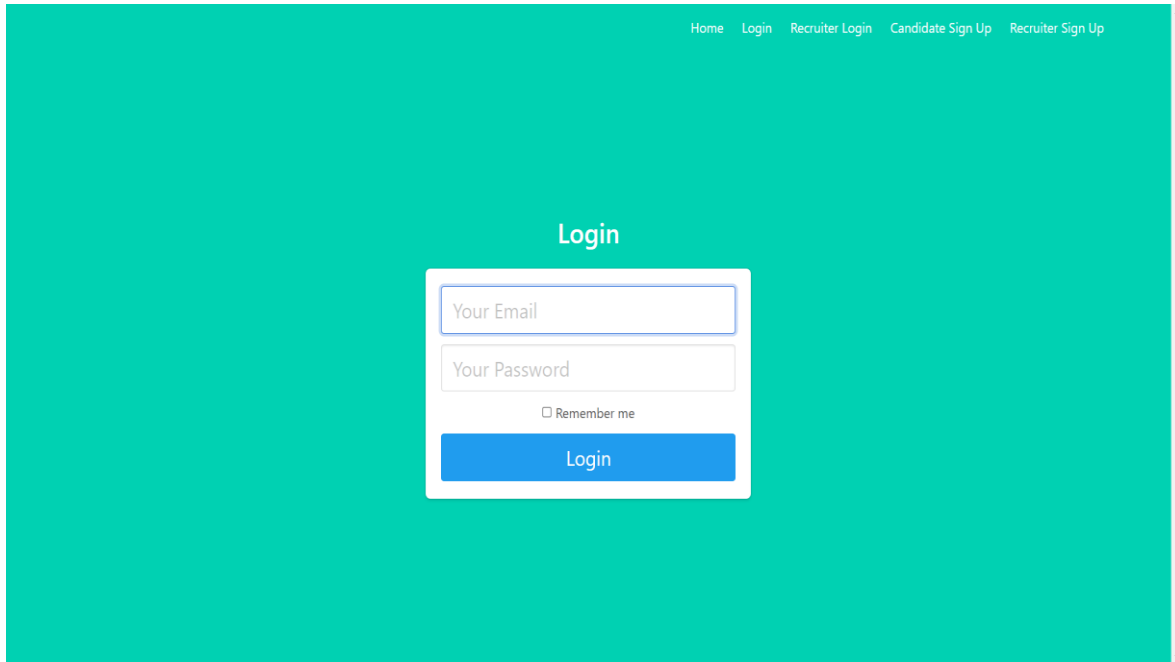 Home Login Recruiter Login Candidate Sign Up Recruiter Sign Up
Login
Your Email
Your Password
Remember me
Login